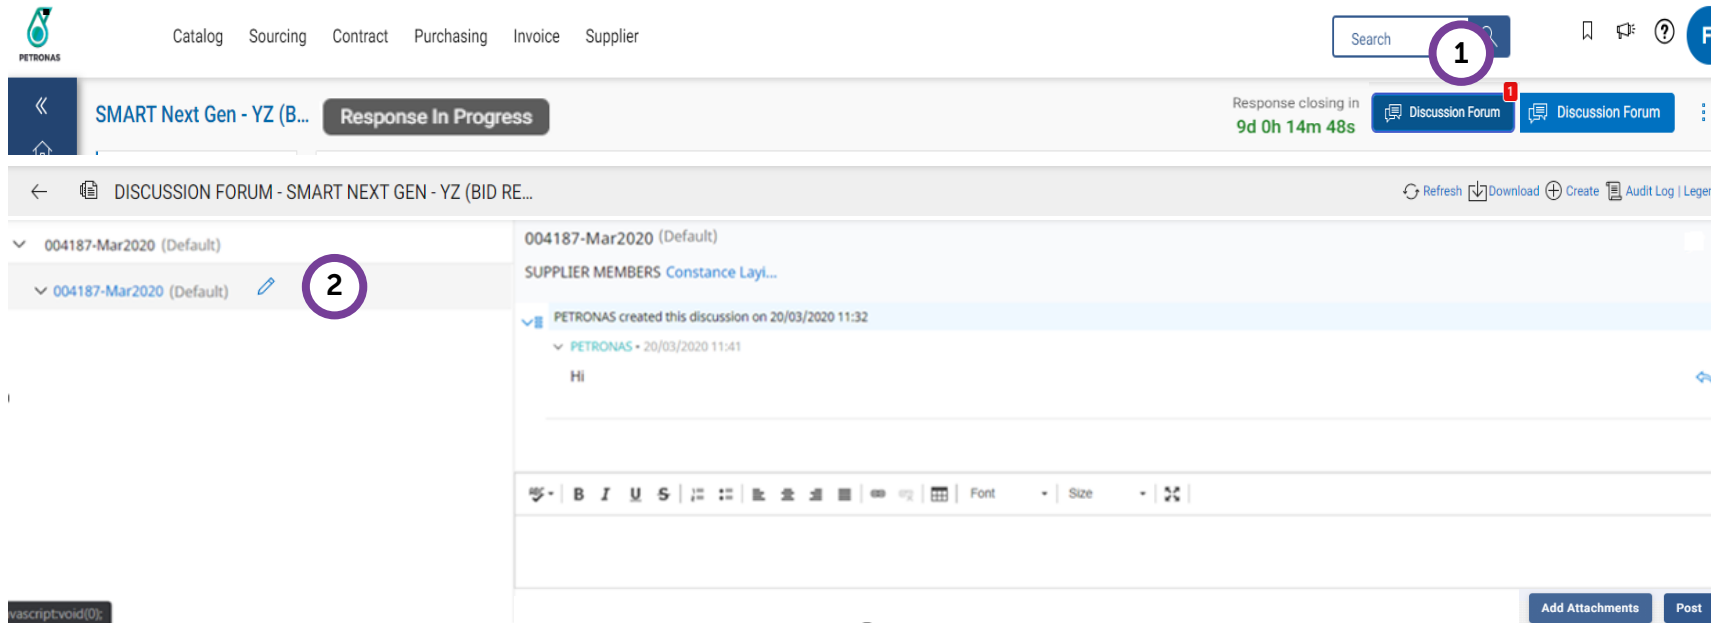 PETRONAS
Catalog Sourcing Contract Purchasing Invoice Supplier
Search
1
SMART Next Gen - YZ (B...
Response In Progress
Response closing in
9d 0h 14m 48s
Discussion Forum
1
Discussion Forum
DISCUSSION FORUM - SMART NEXT GEN - YZ (BID RE...
Refresh Download Create Audit Log | Leger
004187-Mar2020 (Default)
004187-Mar2020 (Default)
2
004187-Mar2020 (Default)
SUPPLIER MEMBERS Constance Layi...
PETRONAS created this discussion on 20/03/2020 11:32
PETRONAS • 20/03/2020 11:41
Hi
ABC B I U S Font Size
Add Attachments Post
vascript:void(0);